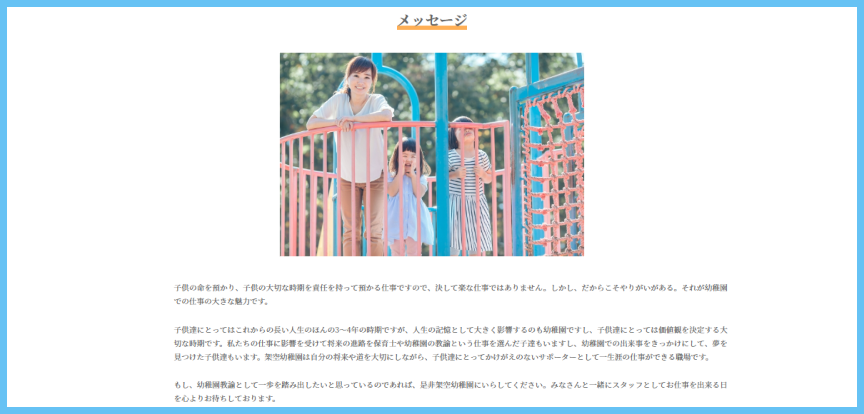 メッセージ
子供の命を預かり、子供の大切な時期を責任を持って預かる仕事ですので、決して楽な仕事ではありません。しかし、だからこそやりがいがある。それが幼稚園
での仕事の大きな魅力です。
子供達にとってはこれからの長い人生のほんの3〜4年の時期ですが、人生の記憶として大きく影響するのも幼稚園ですし、子供達にとっては価値観を決定する大
切な時期です。私たちの仕事に影響を受けて将来の進路を保育士や幼稚園の教諭という仕事を選んだ子達もいますし、幼稚園での出来事をきっかけにして、夢を
見つけた子供達もいます。架空幼稚園は自分の将来や道を大切にしながら、子供達にとってかけがえのないサポーターとして一生涯の仕事ができる職場です。
もし、幼稚園教諭として一歩を踏み出したいと思っているのであれば、是非架空幼稚園にいらしてください。みなさんと一緒にスタッフとしてお仕事を出来る日
を心よりお待ちしております。